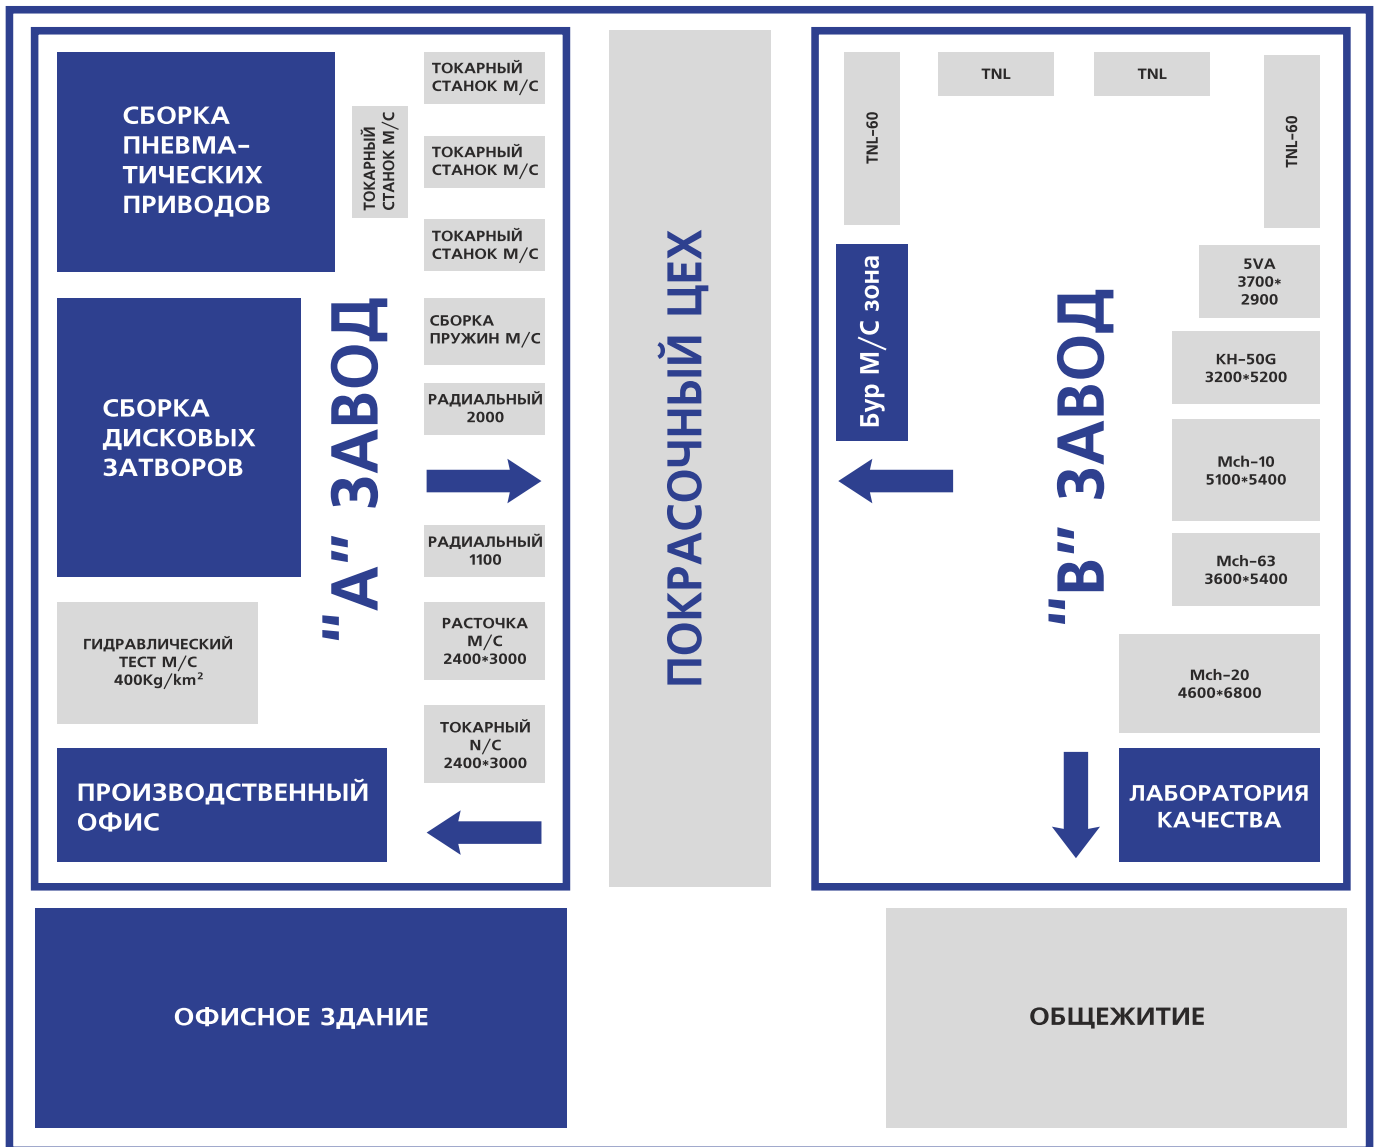 СБОРКА
ПНЕВМА-
ТИЧЕСКИХ
ПРИВОДОВ
ТОКАРНЫЙ
СТАНОК М/С
ТОКАРНЫЙ
СТАНОК М/С
ТОКАРНЫЙ
СТАНОК М/С
ТОКАРНЫЙ
СТАНОК М/С
СБОРКА
ПРУЖИН М/С
РАДИАЛЬНЫЙ
2000
СБОРКА
ДИСКОВЫХ
ЗАТВОРОВ
"А" ЗАВОД
РАДИАЛЬНЫЙ
1100
РАСТОЧКА
М/С
2400*3000
ГИДРАВЛИЧЕСКИЙ
ТЕСТ М/С
400Kg/km²
ТОКАРНЫЙ
N/C
2400*3000
ПРОИЗВОДСТВЕННЫЙ
ОФИС
ПОКРАСОЧНЫЙ ЦЕХ
TNL-60
TNL
TNL
TNL-60
Бур М/С зона
"В" ЗАВОД
5VA
3700*
2900
КН-50G
3200*5200
Mch-10
5100*5400
Mch-63
3600*5400
Mch-20
4600*6800
ЛАБОРАТОРИЯ
КАЧЕСТВА
ОФИСНОЕ ЗДАНИЕ
ОБЩЕЖИТИЕ